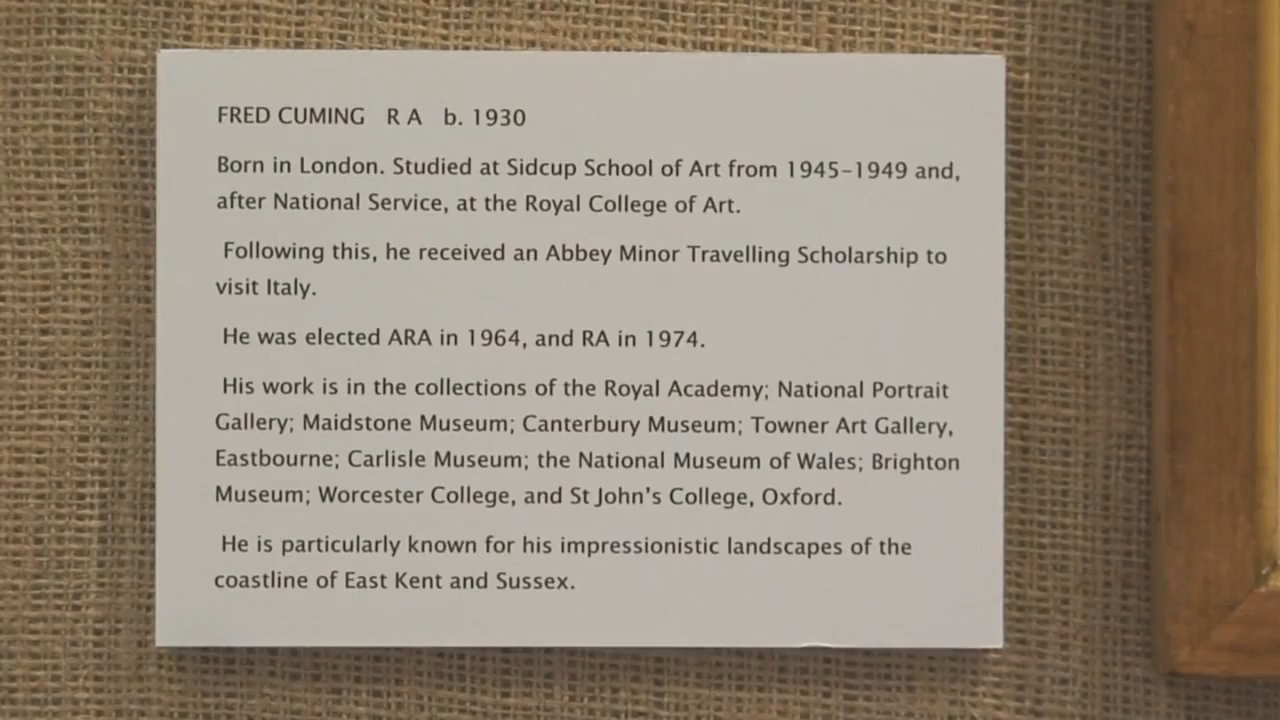 FRED CUMING R A b. 1930
Born in London. Studied at Sidcup School of Art from 1945-1949 and,
after National Service, at the Royal College of Art.
Following this, he received an Abbey Minor Travelling Scholarship to
visit Italy.
He was elected ARA in 1964, and RA in 1974.
His work is in the collections of the Royal Academy; National Portrait
Gallery; Maidstone Museum; Canterbury Museum; Towner Art Gallery,
Eastbourne; Carlisle Museum; the National Museum of Wales; Brighton
Museum; Worcester College, and St John's College, Oxford.
He is particularly known for his impressionistic landscapes of the
coastline of East Kent and Sussex.